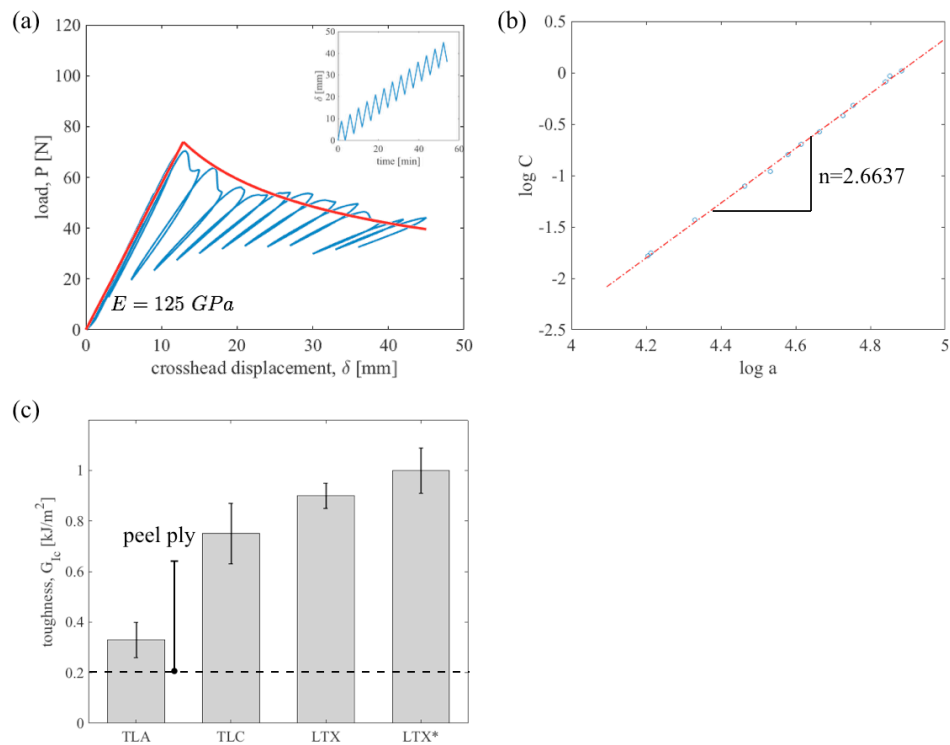 (a)
120
100
80
60
40
20
0
load, P [N]
0
10
20
30
40
50
crosshead displacement, δ [mm]
E = 125 GPa
50
40
30
20
10
0
δ [mm]
0
20
40
60
time [min]
(b)
0.5
0
-0.5
-1
-1.5
-2
-2.5
log C
4
4.2
4.4
4.6
4.8
5
log a
n=2.6637
(c)
1
0.8
0.6
0.4
0.2
0
toughness, G_Ic [kJ/m²]
peel ply
TLA
TLC
LTX
LTX*